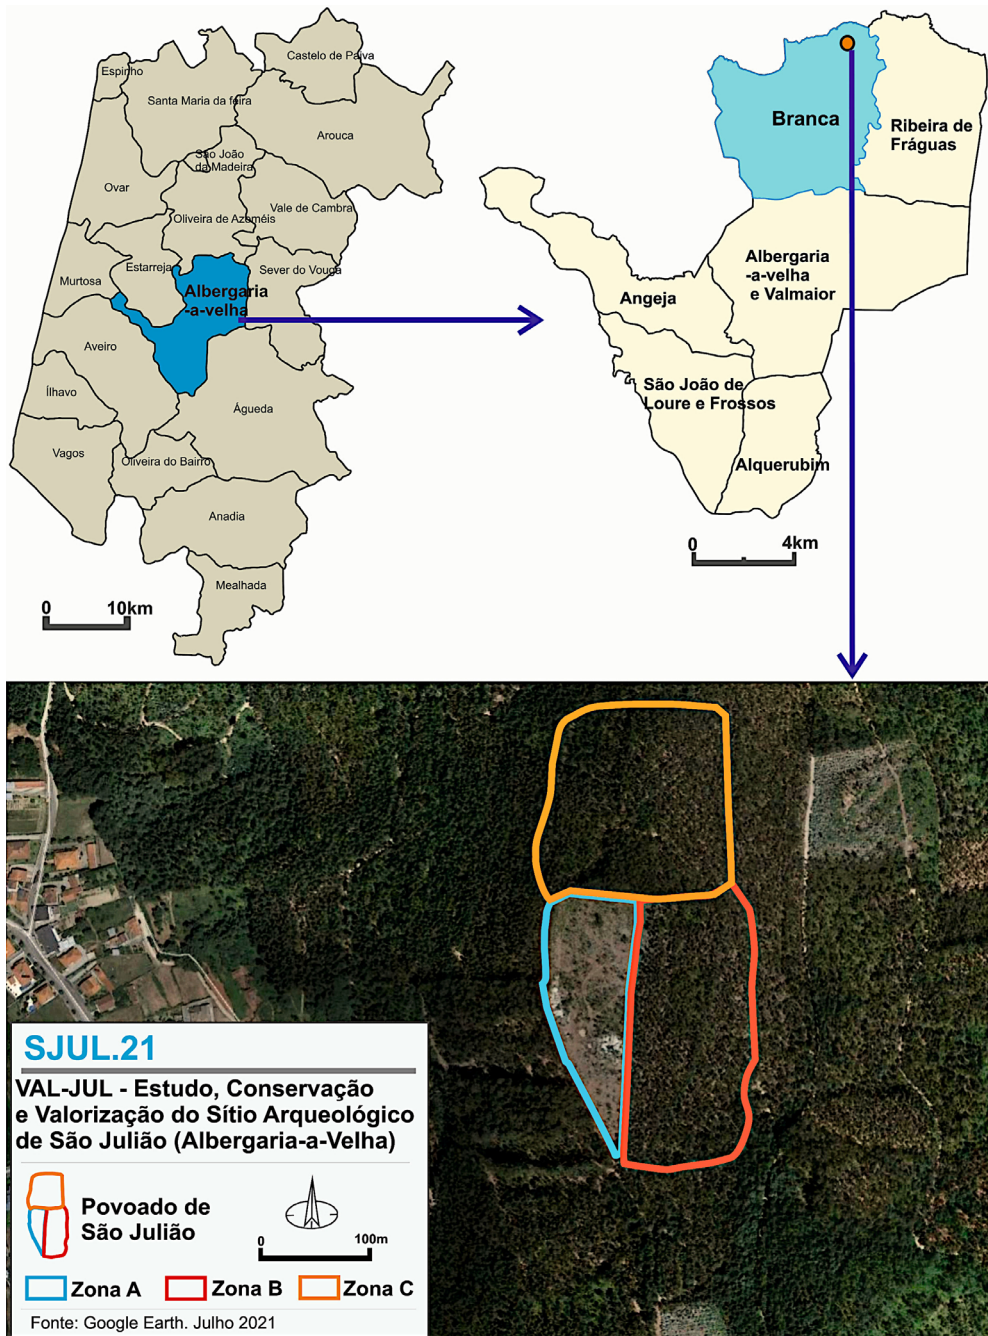 Castelo de Paiva
Espinho
Santa Maria da feira
Arouca
São João
da Madeira
Ovar
Oliveira de Azeméis
Vale de Cambra
Estarreja
Sever do Vouga
Murtosa
Albergaria
-a-velha
Aveiro
Ílhavo
Águeda
Vagos
Oliveira do Bairro
Anadia
Mealhada
0 10km
Branca
Ribeira de
Fráguas
Albergaria
-a-velha
e Valmaior
Angeja
São João de
Loure e Frossos
Alquerubim
0 4km
SJUL.21
VAL-JUL - Estudo, Conservação
e Valorização do Sítio Arqueológico
de São Julião (Albergaria-a-Velha)
Povoado de
São Julião
0 100m
Zona A Zona B Zona C
Fonte: Google Earth. Julho 2021